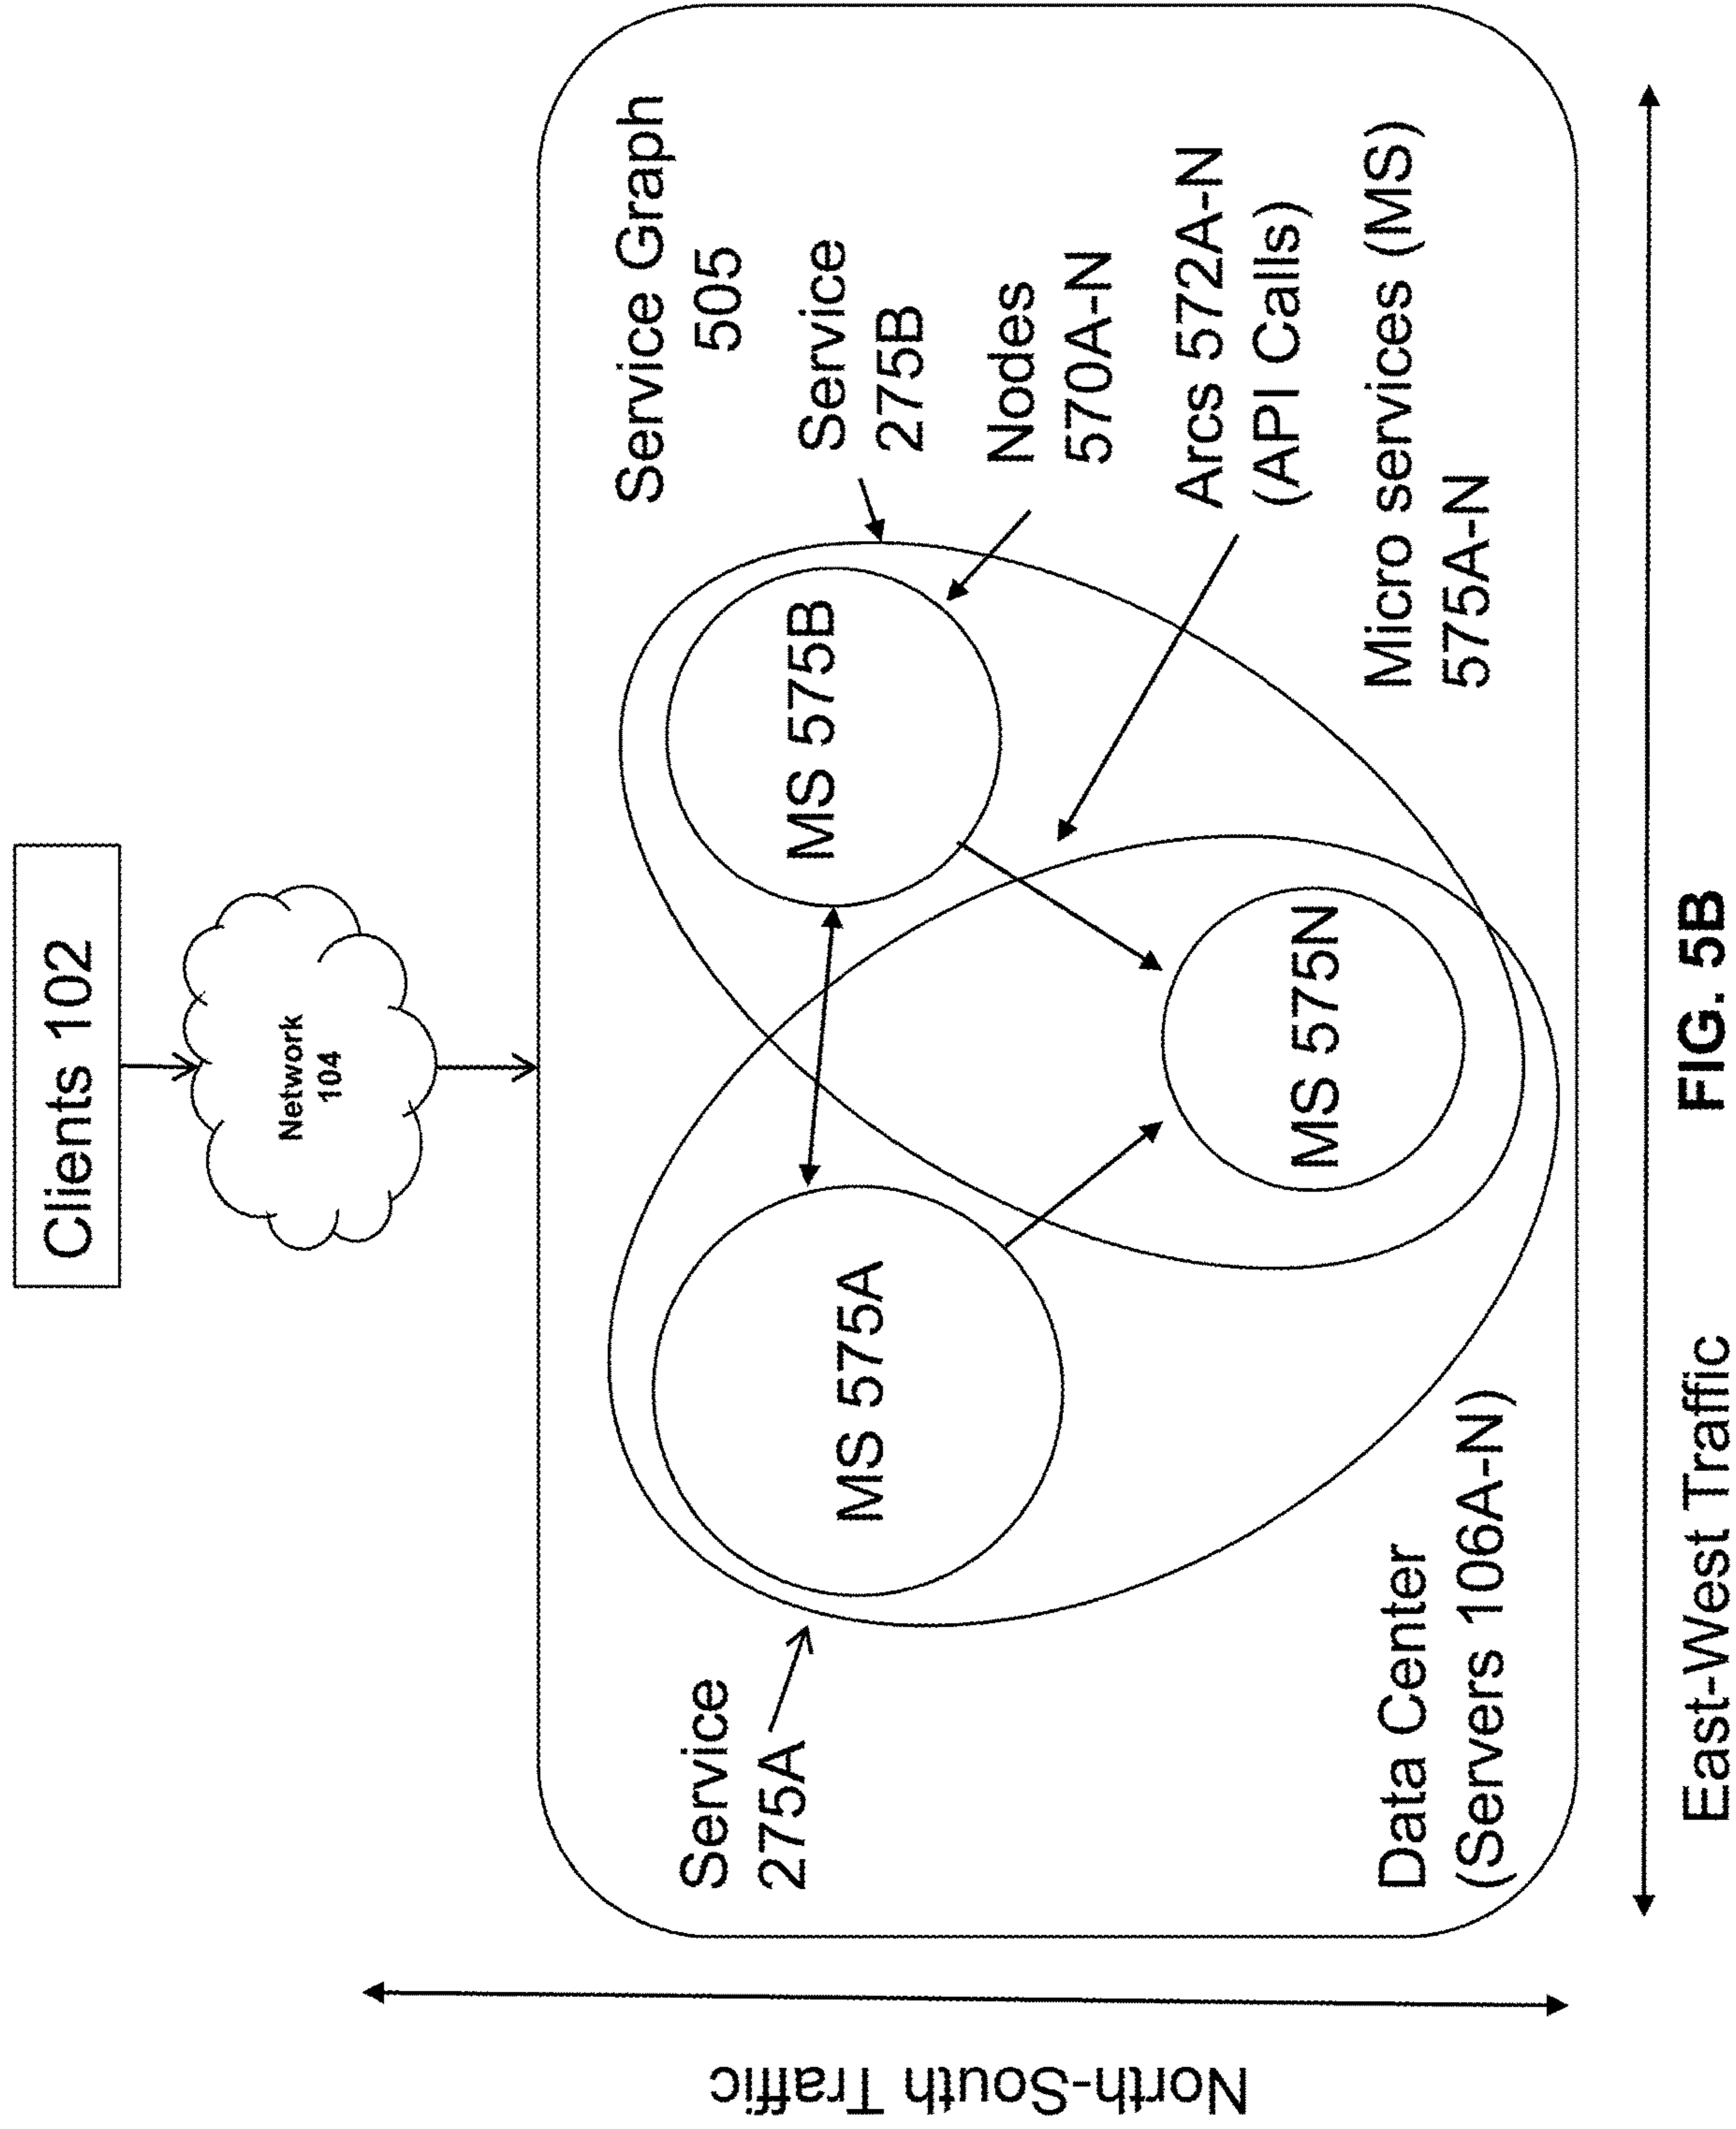 Clients 102
Network
104
Service Graph
505
Service
275B
Nodes
570A-N
Arcs 572A-N
(API Calls)
Micro services (MS)
575A-N
MS 575B
MS 575A
MS 575N
Service
275A
Data Center
(Servers 106A-N)
North-South Traffic
East-West Traffic
FIG. 5B